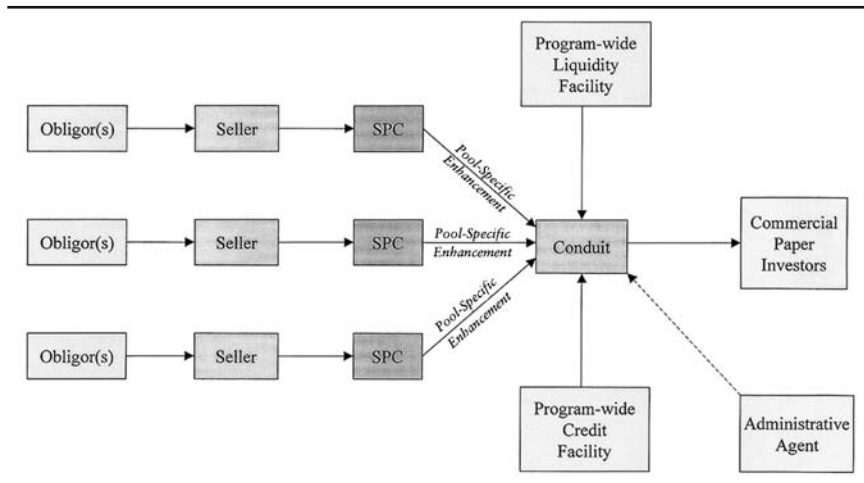 Program-wide
Liquidity
Facility
Obligor(s)
Seller
SPC
Pool-Specific
Enhancement
Obligor(s)
Seller
SPC
Pool-Specific
Enhancement
Conduit
Commercial
Paper
Investors
Obligor(s)
Seller
SPC
Pool-Specific
Enhancement
Program-wide
Credit
Facility
Administrative
Agent